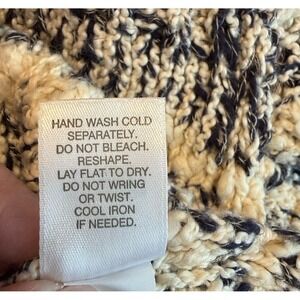 HAND WASH COLD
SEPARATELY.
DO NOT BLEACH.
RESHAPE,
LAY FLAT TO DRY.
DO NOT WRING
OR TWIST.
COOL IRON
IF NEEDED.